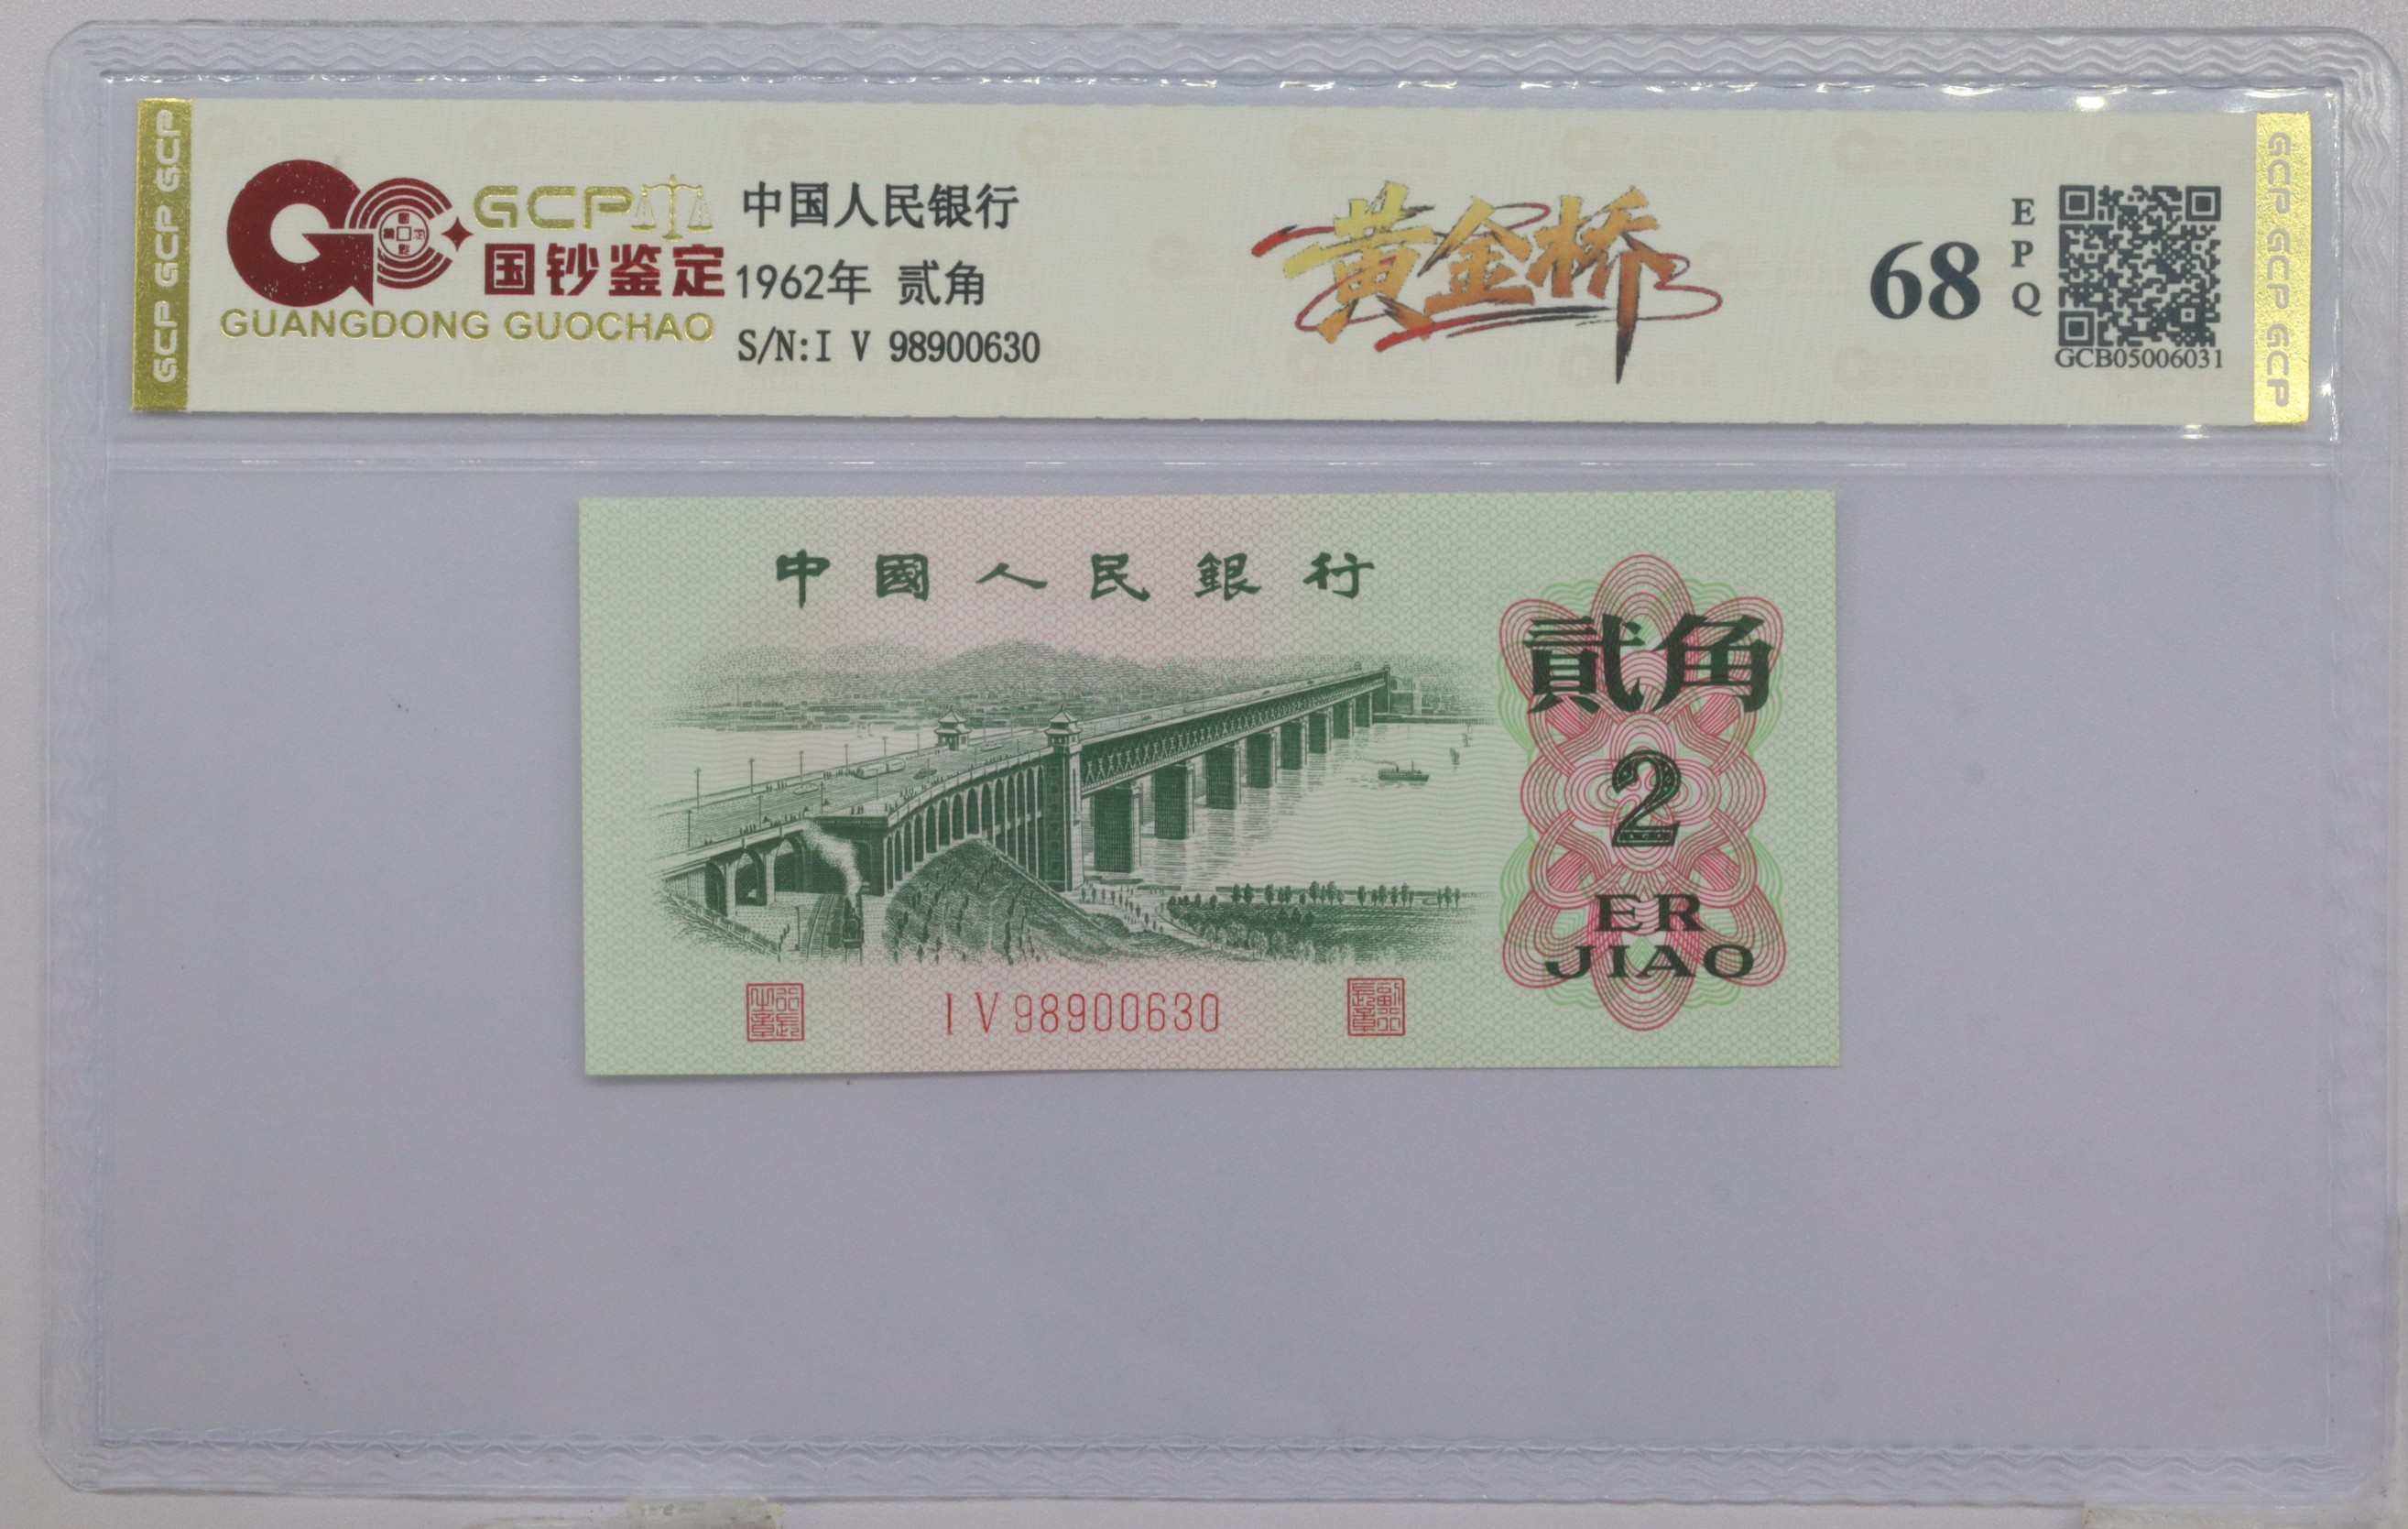 GCP GCP GCP
GCP
国钞鉴定
GUANGDONG GUOCHAO
中国人民银行
1962年 贰角
S/N:I V 98900630
黄金桥
68
EPQ
GCB05006031
GCP GCP GCP
中國人民銀行
貳角
2
ER
JIAO
I V 98900630